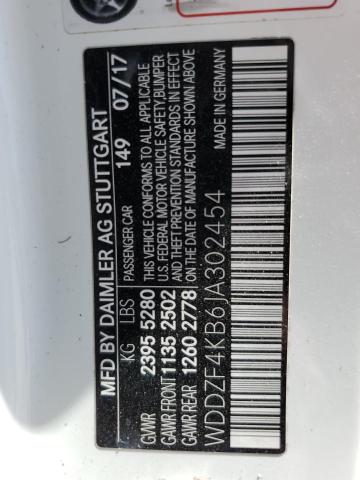 MFD BY DAIMLER AG STUTTGART
KG LBS PASSENGER CAR 149 07/17
GVWR 2395 5280 THIS VEHICLE CONFORMS TO ALL APPLICABLE
GAWR FRONT 1135 2502 U.S. FEDERAL MOTOR VEHICLE SAFETY,BUMPER,
GAWR REAR 1260 2778 AND THEFT PREVENTION STANDARDS IN EFFECT
ON THE DATE OF MANUFACTURE SHOWN ABOVE
WDDZF4KB6JA302454 MADE IN GERMANY